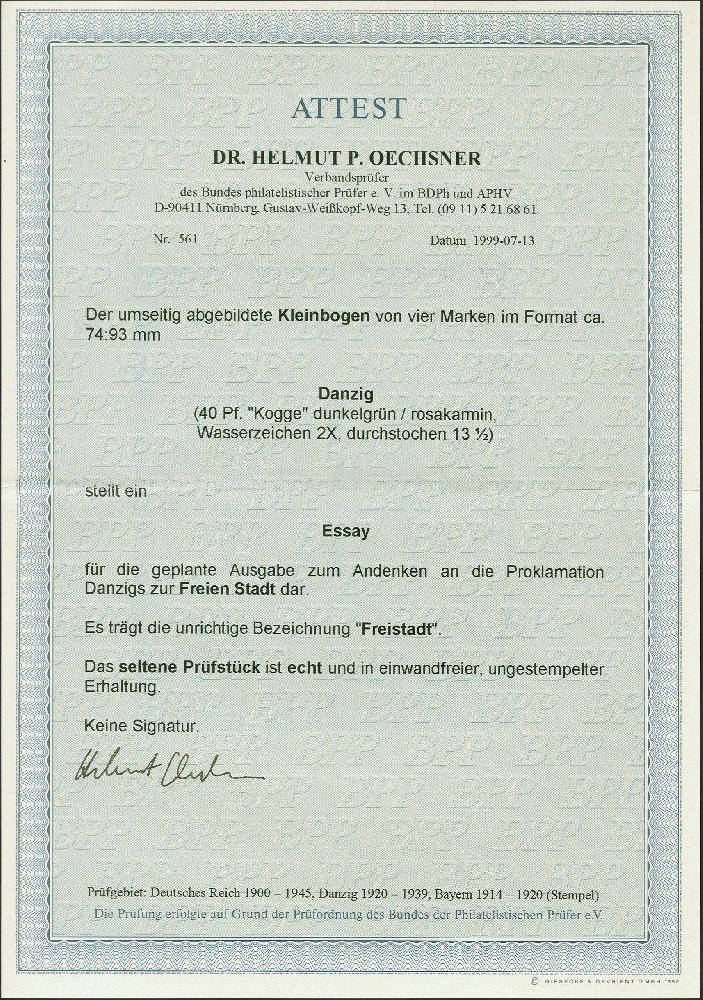 ATTEST
DR. HELMUT P. OECHSNER
Verbandsprüfer
des Bundes philatelistischer Prüfer e. V. im BDPh und APHV
D-90411 Nürnberg, Gustav-Weißkopf-Weg 13, Tel. (09 11) 5 21 68 61
Nr. 561 Datum 1999-07-13
Der umseitig abgebildete Kleinbogen von vier Marken im Format ca.
74:93 mm
Danzig
(40 Pf. "Kogge" dunkelgrün / rosakarmin,
Wasserzeichen 2X, durchstochen 13 ½)
stellt ein
Essay
für die geplante Ausgabe zum Andenken an die Proklamation
Danzigs zur Freien Stadt dar.
Es trägt die unrichtige Bezeichnung "Freistadt".
Das seltene Prüfstück ist echt und in einwandfreier, ungestempelter
Erhaltung.
Keine Signatur.
Prüfgebiet: Deutsches Reich 1900 – 1945, Danzig 1920 – 1939, Bayern 1914 – 1920 (Stempel)
Die Prüfung erfolgte auf Grund der Prüfordnung des Bundes der Philatelistischen Prüfer e.V.
© GIESECKE & DEVRIENT GMBH 1992